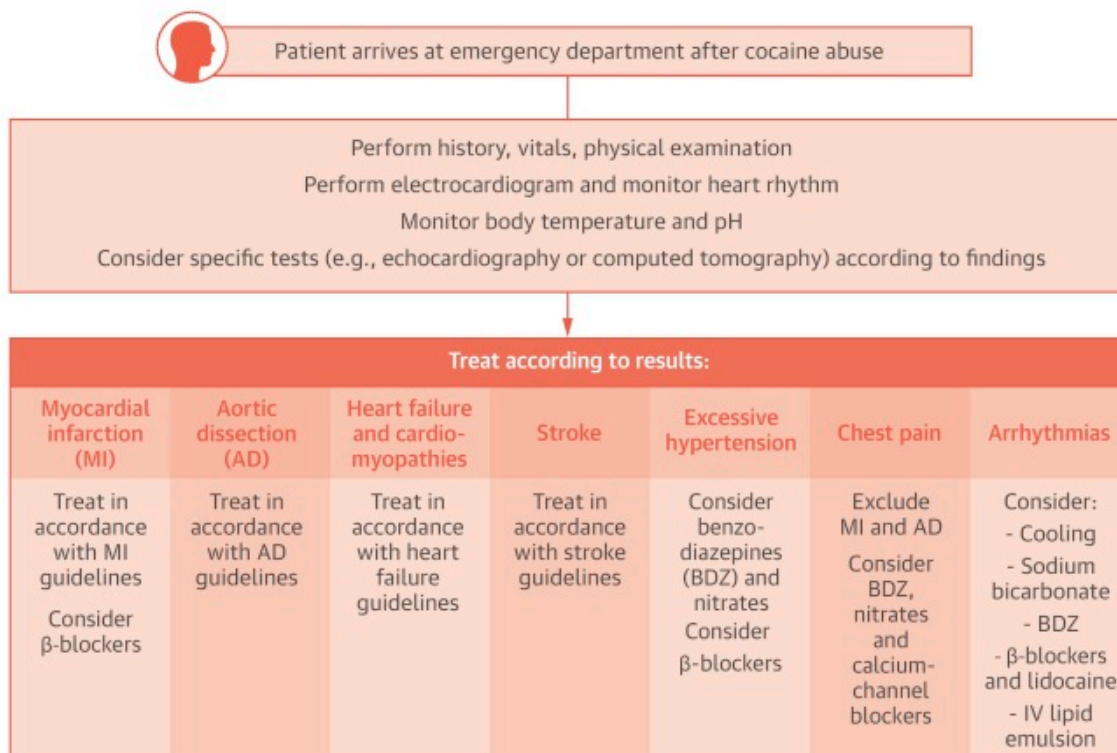 Patient arrives at emergency department after cocaine abuse
Perform history, vitals, physical examination
Perform electrocardiogram and monitor heart rhythm
Monitor body temperature and pH
Consider specific tests (e.g., echocardiography or computed tomography) according to findings
Treat according to results:
Myocardial
infarction
(MI)
Treat in
accordance
with MI
guidelines
Consider
β-blockers
Aortic
dissection
(AD)
Treat in
accordance
with AD
guidelines
Heart failure
and cardio-
myopathies
Treat in
accordance
with heart
failure
guidelines
Stroke
Treat in
accordance
with stroke
guidelines
Excessive
hypertension
Consider
benzo-
diazepines
(BDZ) and
nitrates
Consider
β-blockers
Chest pain
Exclude
MI and AD
Consider
BDZ,
nitrates
and
calcium-
channel
blockers
Arrhythmias
Consider:
- Cooling
- Sodium
bicarbonate
- BDZ
- β-blockers
and lidocaine
- IV lipid
emulsion